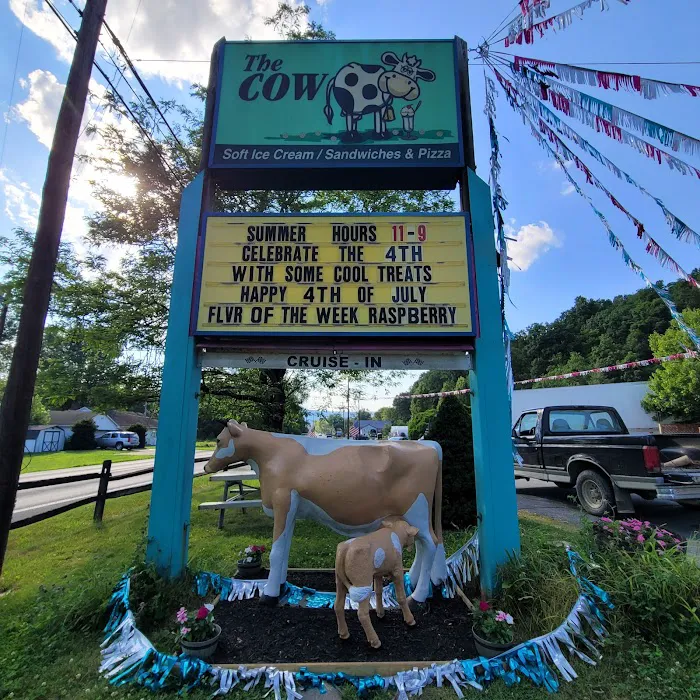 The
COW
Soft Ice Cream / Sandwiches & Pizza
SUMMER HOURS 11-9
CELEBRATE THE 4TH
WITH SOME COOL TREATS
HAPPY 4TH OF JULY
FLVR OF THE WEEK RASPBERRY
CRUISE-IN